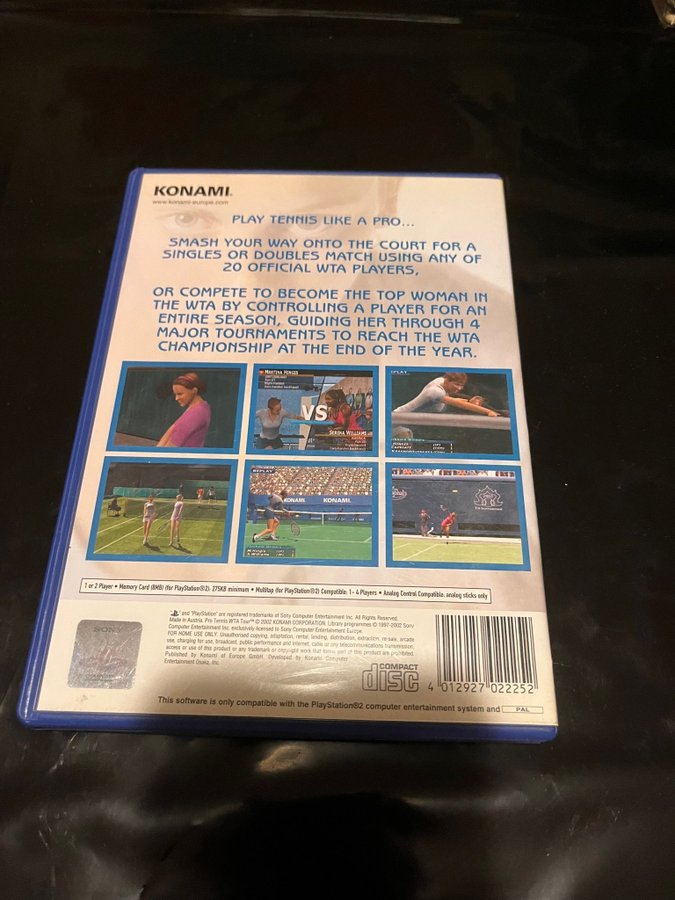 KONAMI.
www.konami-europe.com
PLAY TENNIS LIKE A PRO...
SMASH YOUR WAY ONTO THE COURT FOR A
SINGLES OR DOUBLES MATCH USING ANY OF
20 OFFICIAL WTA PLAYERS,
OR COMPETE TO BECOME THE TOP WOMAN IN
THE WTA BY CONTROLLING A PLAYER FOR AN
ENTIRE SEASON, GUIDING HER THROUGH 4
MAJOR TOURNAMENTS TO REACH THE WTA
CHAMPIONSHIP AT THE END OF THE YEAR.
MARTINA HINGIS
VS
SERENA WILLIAMS
REPLAY
KONAMI KONAMI
1 or 2 Player • Memory Card (8MB) (for PlayStation®2): 275KB minimum • Multitap (for PlayStation®2) Compatible: 1- 4 Players • Analog Control Compatible: analog sticks only
and "PlayStation" are registered trademarks of Sony Computer Entertainment Inc. All Rights Reserved.
Made in Austria. Pro Tennis WTA Tour™ © 2002 KONAMI CORPORATION. Library programmes © 1997-2002 Sony
Computer Entertainment Inc. exclusively licensed to Sony Computer Entertainment Europe.
FOR HOME USE ONLY. Unauthorised copying, adaptation, rental, lending, distribution, extraction, re-sale, arcade
use, charging for use, broadcast, public performance and internet, cable or any telecommunications transmission,
access or use of this product or any trademark or copyright work that forms part of this product are prohibited.
Published by Konami of Europe GmbH. Developed by Konami Computer
Entertainment Osaka, Inc.
COMPACT
disc
4 012927 022252
This software is only compatible with the PlayStation®2 computer entertainment system and PAL